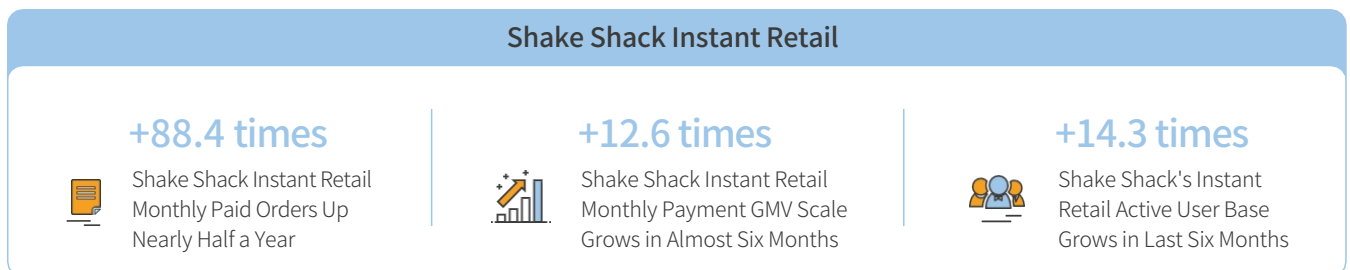 Shake Shack Instant Retail
+88.4 times
Shake Shack Instant Retail
Monthly Paid Orders Up
Nearly Half a Year
+12.6 times
Shake Shack Instant Retail
Monthly Payment GMV Scale
Grows in Almost Six Months
+14.3 times
Shake Shack's Instant
Retail Active User Base
Grows in Last Six Months